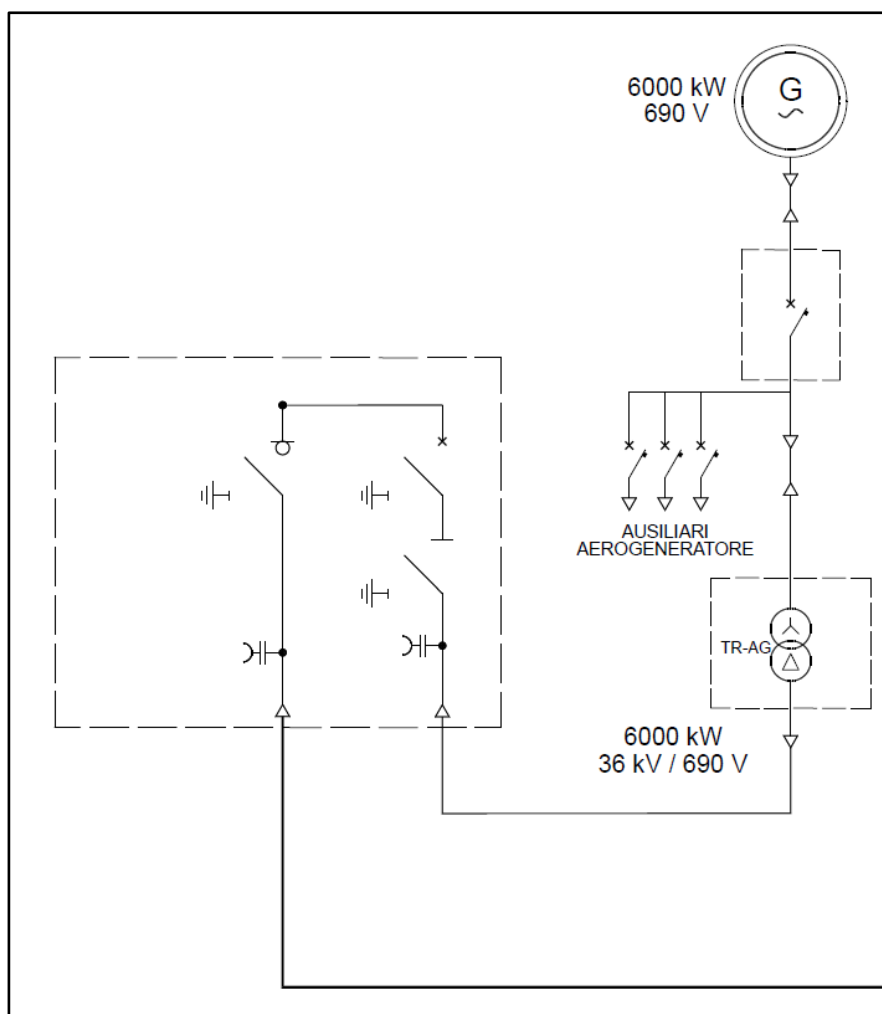 6000 kW
690 V
G
AUSILIARI
AEROGENERATORE
TR-AG
6000 kW
36 kV / 690 V